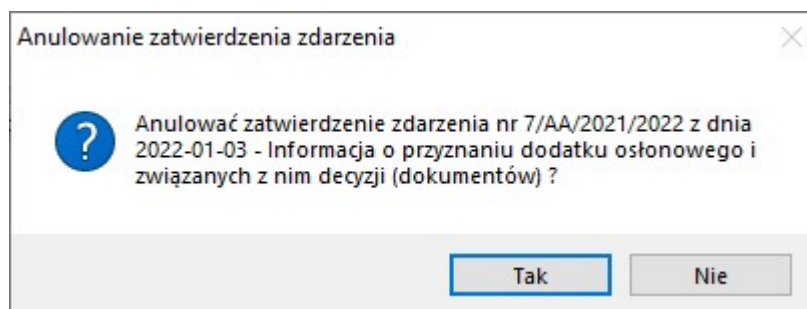 Anulowanie zatwierdzenia zdarzenia
Anulować zatwierdzenie zdarzenia nr 7/AA/2021/2022 z dnia
2022-01-03 - Informacja o przyznaniu dodatku osłonowego i
związanych z nim decyzji (dokumentów) ?
Tak
Nie